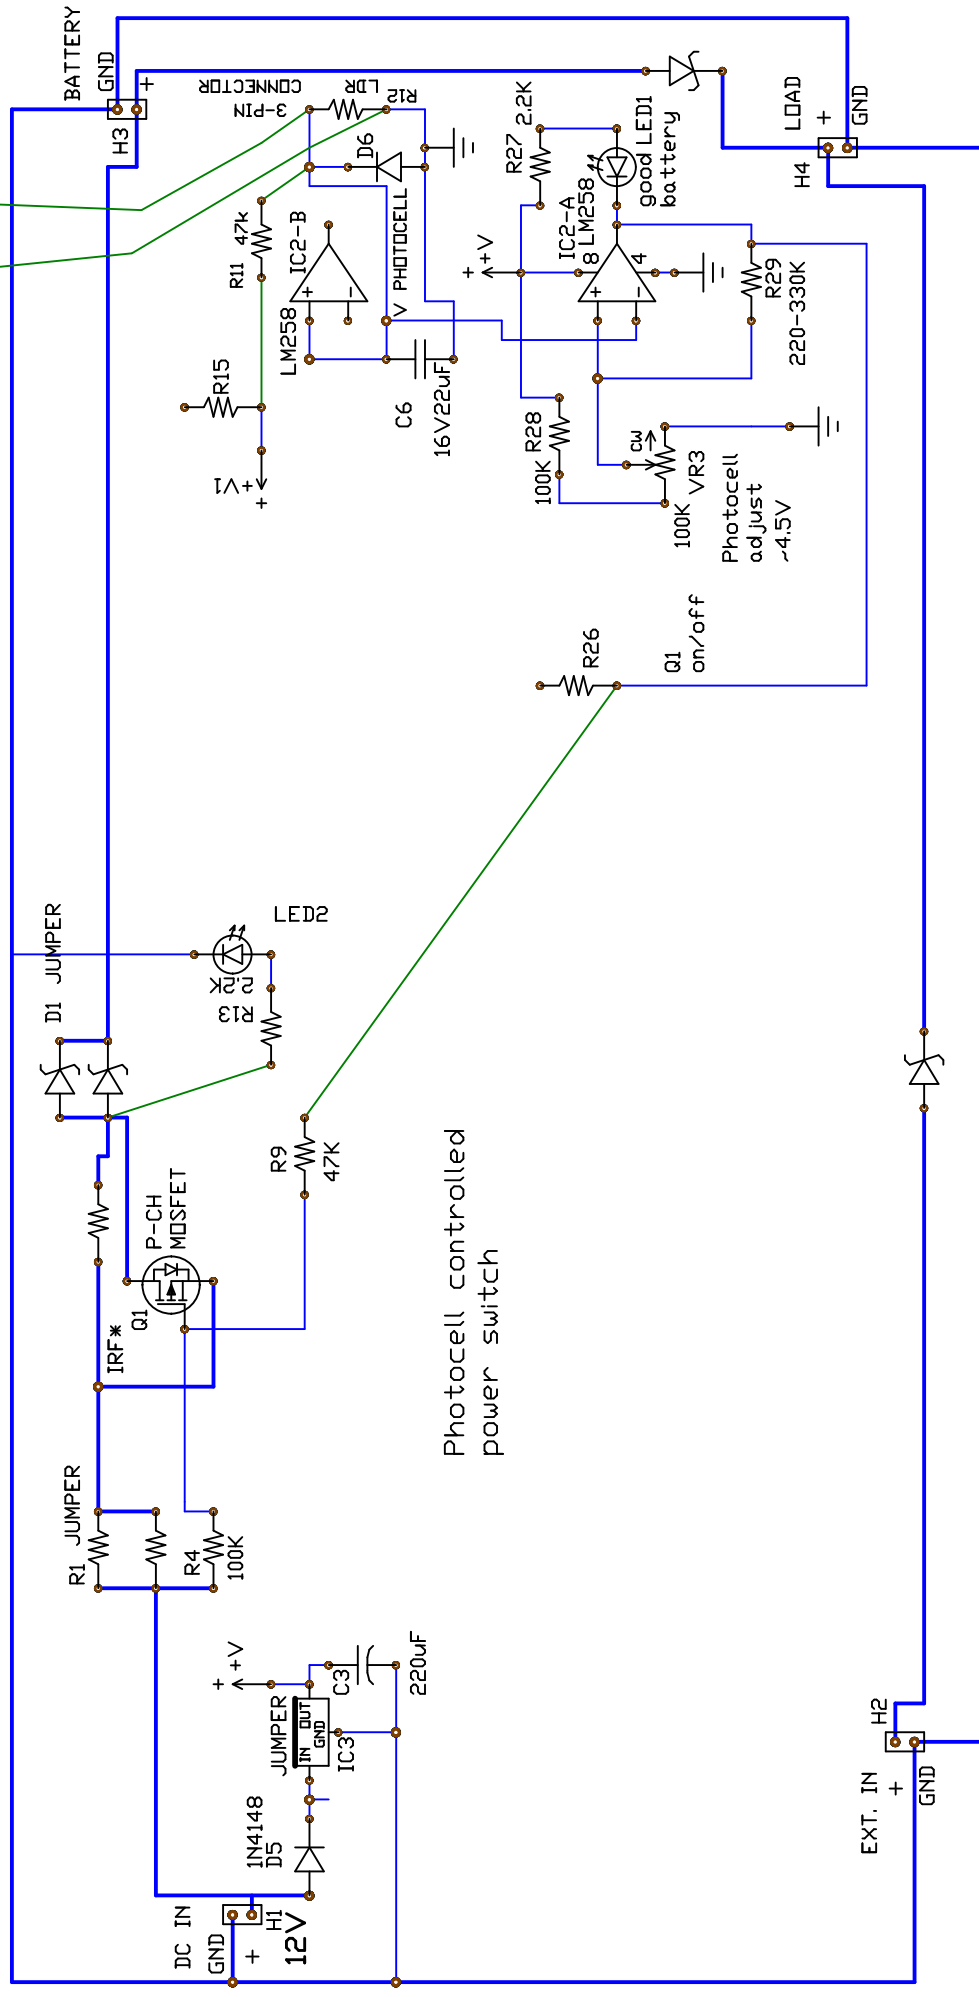 BATTERY
GND
+
H3
3-PIN
CONNECTOR
LDR
R12
D6
R11
47k
IC2-B
+
-
LM258
V PHOTOCELL
R15
+V1
+
C6
16V22uF
R27 2.2K
LED1
good
battery
IC2-A
LM258
8
4
+
-
+ +V
R29
220-330K
R28
100K
CW
VR3
100K
Photocell
adjust
~4.5V
LOAD
+
GND
H4
R26
Q1
on/off
D1 JUMPER
LED2
2.2K
R13
R9
47K
P-CH
MOSFET
Q1
IRF*
Photocell controlled
power switch
R1 JUMPER
R4
100K
+ +V
JUMPER
IN OUT
GND
IC3
C3
220uF
1N4148
D5
DC IN
GND
+
H1
12V
H2
EXT. IN
+
GND